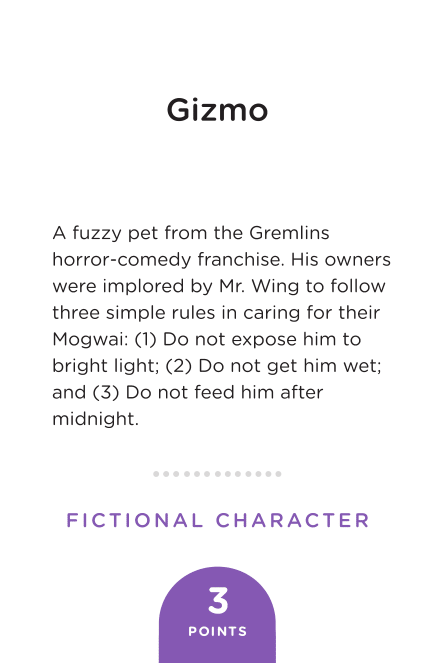 Gizmo
A fuzzy pet from the Gremlins
horror-comedy franchise. His owners
were implored by Mr. Wing to follow
three simple rules in caring for their
Mogwai: (1) Do not expose him to
bright light; (2) Do not get him wet;
and (3) Do not feed him after
midnight.
FICTIONAL CHARACTER
3
POINTS